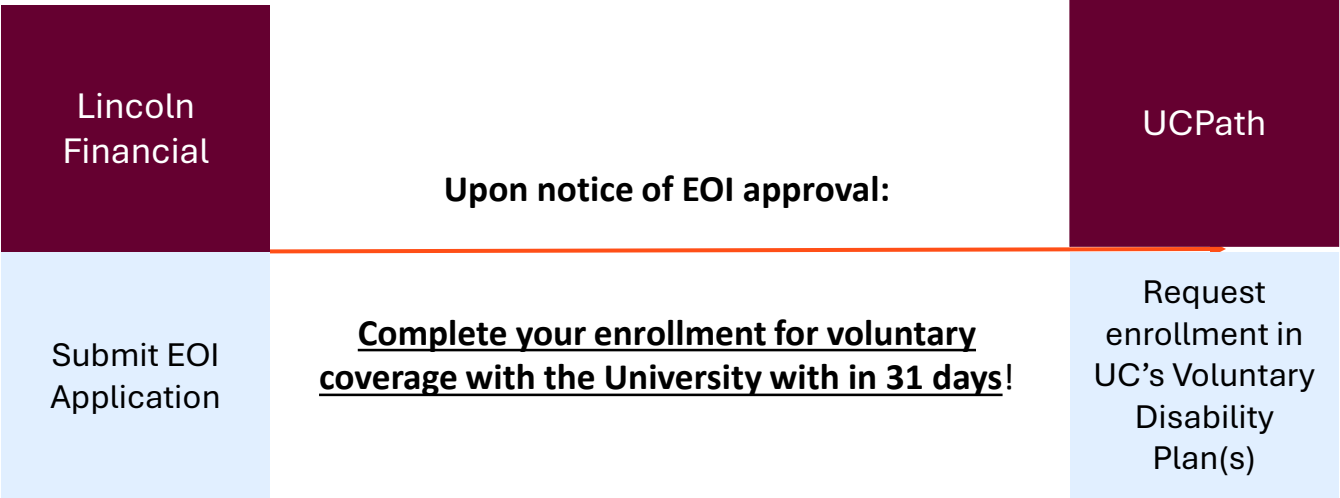 Lincoln
Financial
Submit EOI
Application
Upon notice of EOI approval:
Complete your enrollment for voluntary
coverage with the University with in 31 days!
UCPath
Request
enrollment in
UC’s Voluntary
Disability
Plan(s)